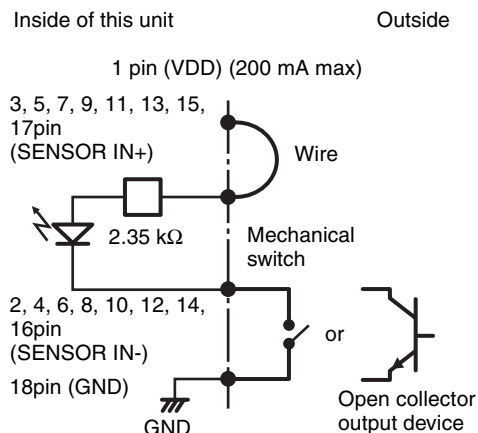 Inside of this unit
Outside
1 pin (VDD) (200 mA max)
3, 5, 7, 9, 11, 13, 15,
17pin
(SENSOR IN+)
Wire
2.35 kΩ
Mechanical
switch
2, 4, 6, 8, 10, 12, 14,
16pin
(SENSOR IN-)
or
18pin (GND)
GND
Open collector
output device